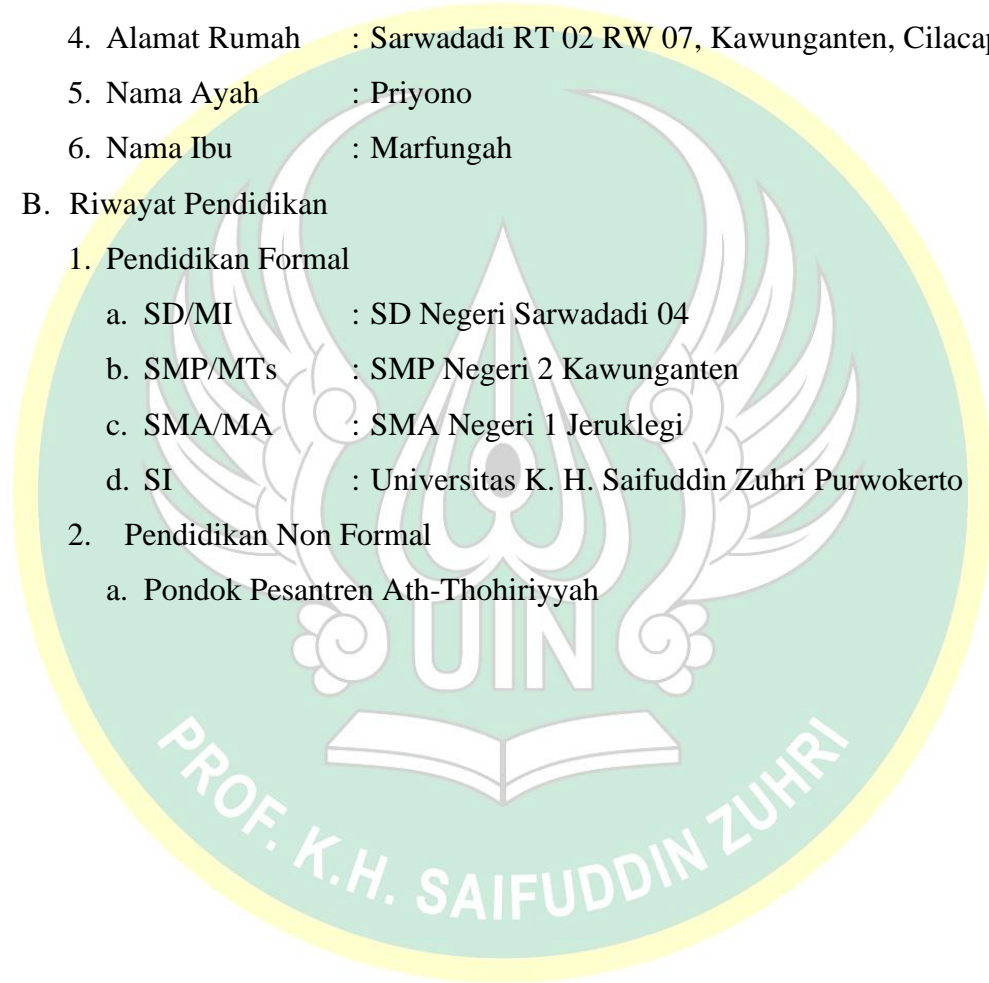 4. Alamat Rumah : Sarwadadi RT 02 RW 07, Kawunganten, Cilacap
5. Nama Ayah : Priyono
6. Nama Ibu : Marfungah
B. Riwayat Pendidikan
1. Pendidikan Formal
a. SD/MI : SD Negeri Sarwadadi 04
b. SMP/MTs : SMP Negeri 2 Kawunganten
c. SMA/MA : SMA Negeri 1 Jeruklegi
d. SI : Universitas K. H. Saifuddin Zuhri Purwokerto
2. Pendidikan Non Formal
a. Pondok Pesantren Ath-Thohiriyyah
UIN
PROF. K.H. SAIFUDDIN ZUHRI